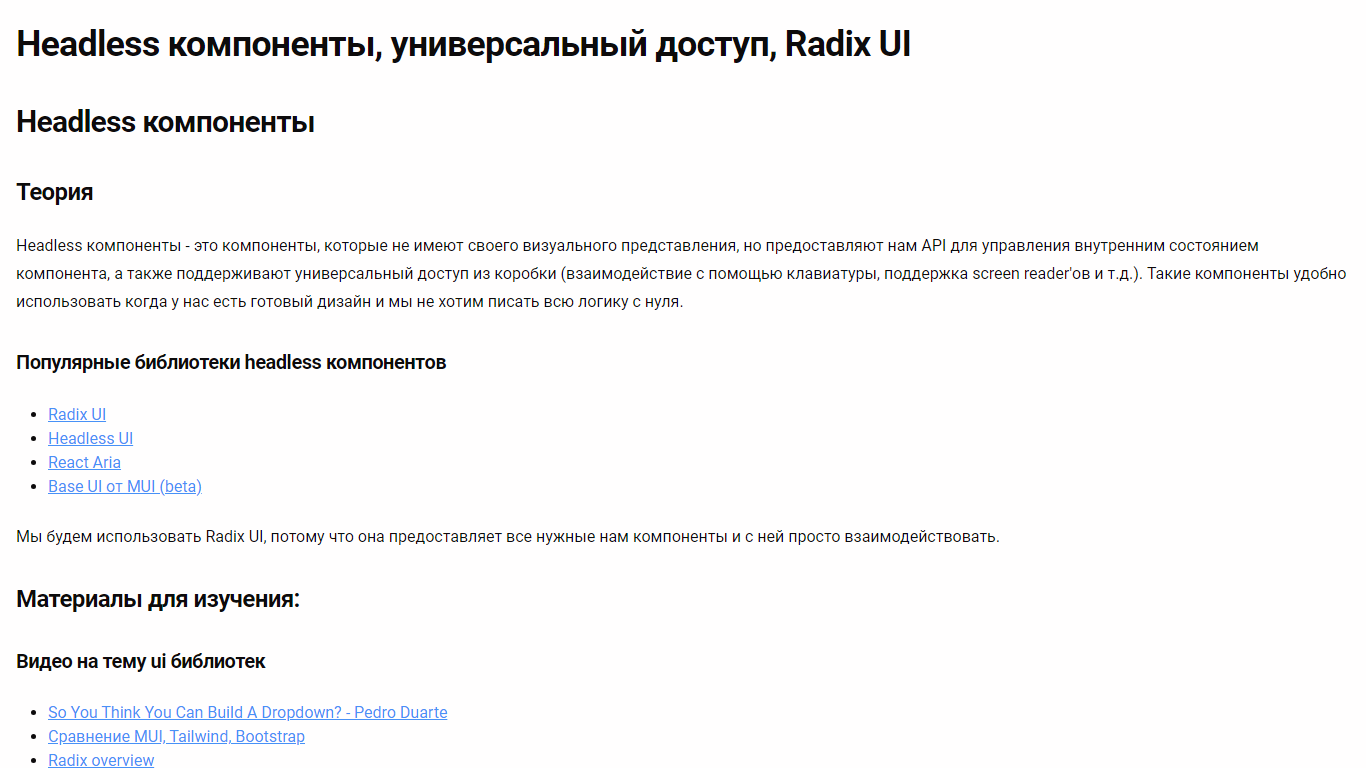 Headless компоненты, универсальный доступ, Radix UI
Headless компоненты
Теория
Headless компоненты - это компоненты, которые не имеют своего визуального представления, но предоставляют нам API для управления внутренним состоянием
компонента, а также поддерживают универсальный доступ из коробки (взаимодействие с помощью клавиатуры, поддержка screen reader'ов и т.д.). Такие компоненты удобно
использовать когда у нас есть готовый дизайн и мы не хотим писать всю логику с нуля.
Популярные библиотеки headless компонентов
• Radix UI
• Headless UI
• React Aria
• Base UI от MUI (beta)
Мы будем использовать Radix UI, потому что она предоставляет все нужные нам компоненты и с ней просто взаимодействовать.
Материалы для изучения:
Видео на тему ui библиотек
• So You Think You Can Build A Dropdown? - Pedro Duarte
• Сравнение MUI, Tailwind, Bootstrap
• Radix overview